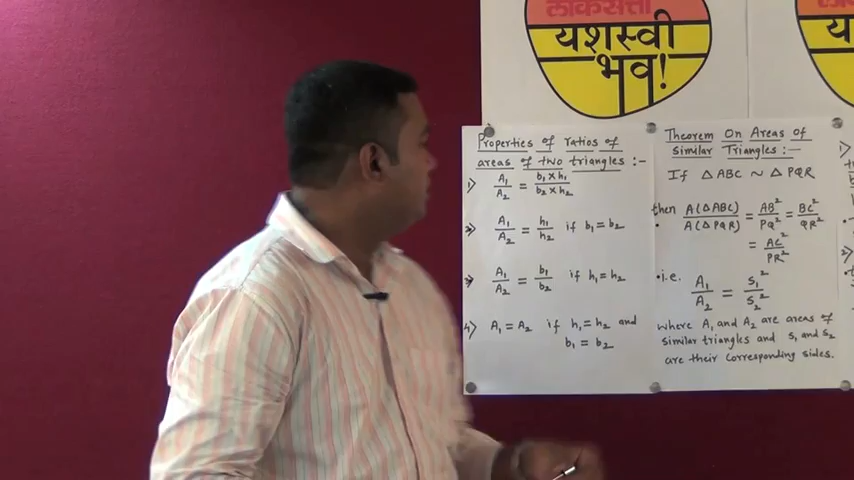 लोकसत्ता
यशस्वी
भव!
Properties of ratios of
areas of two triangles :-
1) A₁/A₂ = b₁ x h₁/b₂ x h₂
2) A₁/A₂ = h₁/h₂ if b₁ = b₂
3) A₁/A₂ = b₁/b₂ if h₁ = h₂
4) A₁ = A₂ if h₁ = h₂ and
b₁ = b₂
Theorem On Areas of
Similar Triangles :-
If △ABC ~ △PQR
then A(△ABC)/A(△PQR) = AB²/PQ² = BC²/QR²
= AC²/PR²
i.e. A₁/A₂ = S₁²/S₂²
where A₁ and A₂ are areas of
similar triangles and S₁ and S₂
are their corresponding sides.
1)
2)